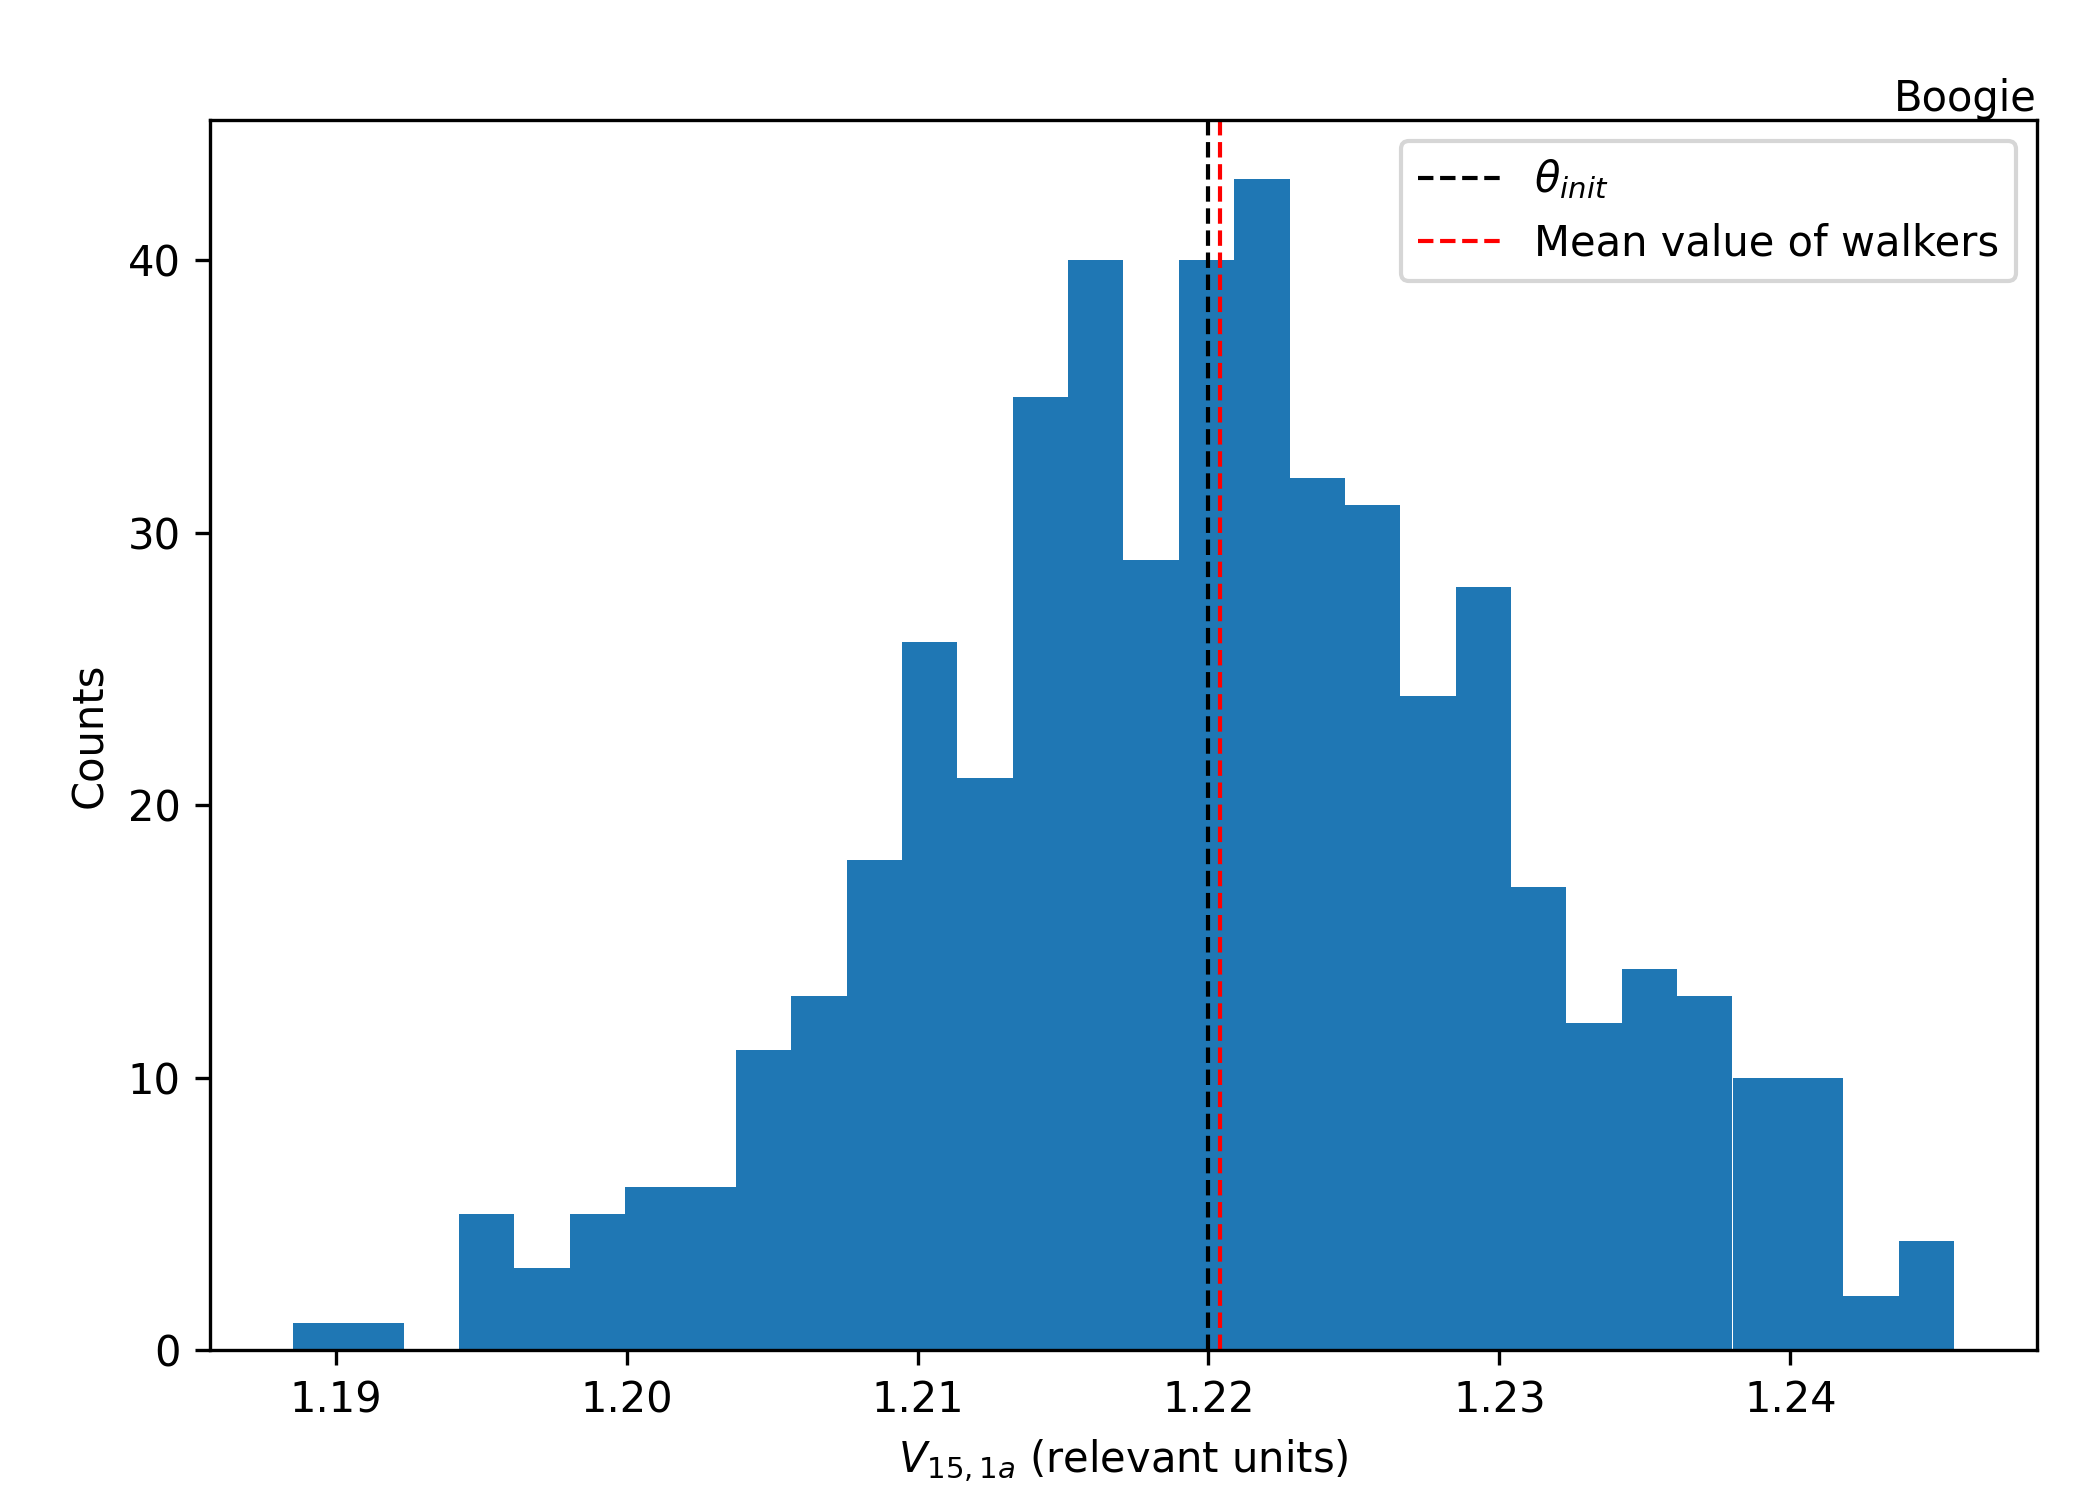 Boogie
θ_init
Mean value of walkers
40
30
20
10
0
Counts
1.19 1.20 1.21 1.22 1.23 1.24
V_15,1a (relevant units)